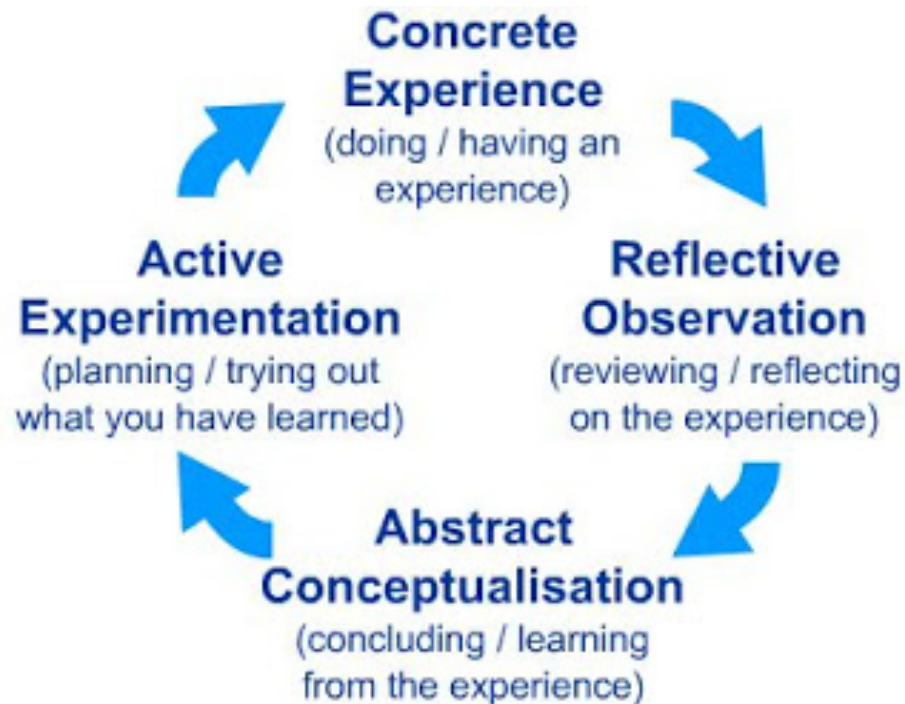 Concrete
Experience
(doing / having an
experience)
Reflective
Observation
(reviewing / reflecting
on the experience)
Abstract
Conceptualisation
(concluding / learning
from the experience)
Active
Experimentation
(planning / trying out
what you have learned)